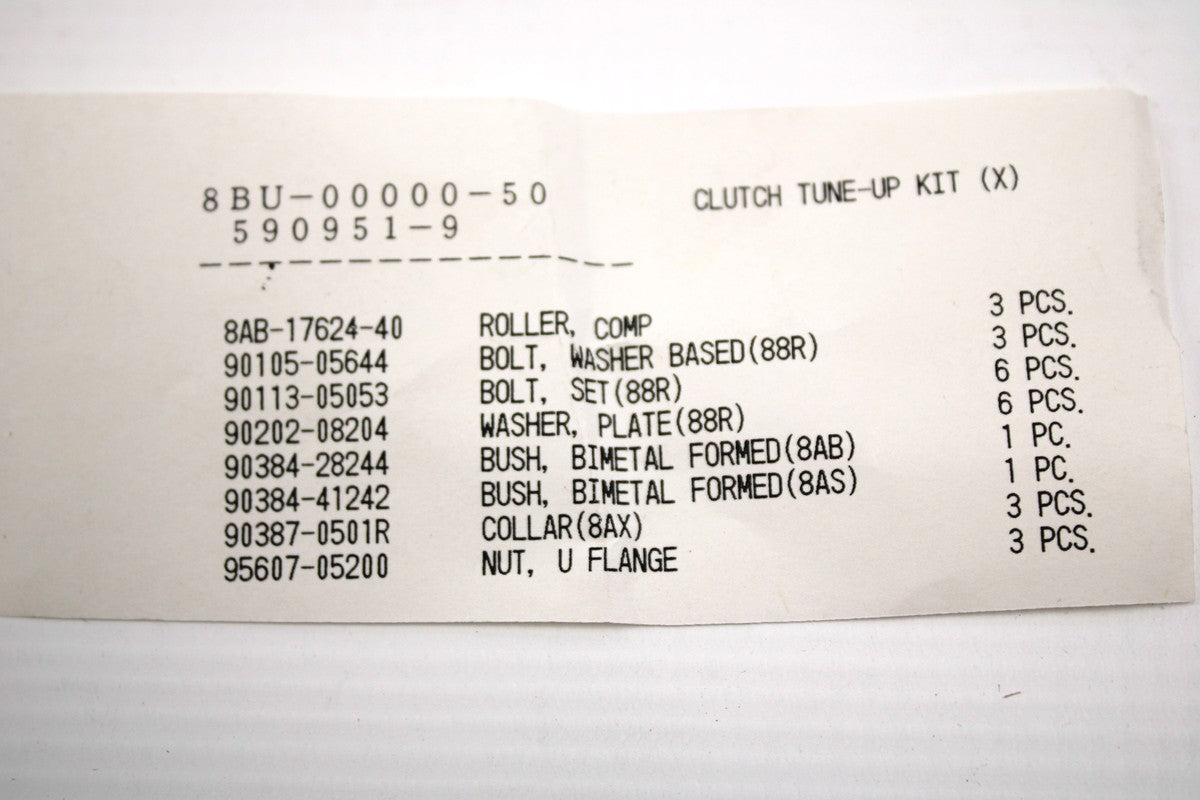 8BU-00000-50 CLUTCH TUNE-UP KIT (X)
590951-9
8AB-17624-40 ROLLER, COMP 3 PCS.
90105-05644 BOLT, WASHER BASED(88R) 3 PCS.
90113-05053 BOLT, SET(88R) 6 PCS.
90202-08204 WASHER, PLATE(88R) 6 PCS.
90384-28244 BUSH, BIMETAL FORMED(8AB) 1 PC.
90384-41242 BUSH, BIMETAL FORMED(8AS) 1 PC.
90387-0501R COLLAR(8AX) 3 PCS.
95607-05200 NUT, U FLANGE 3 PCS.